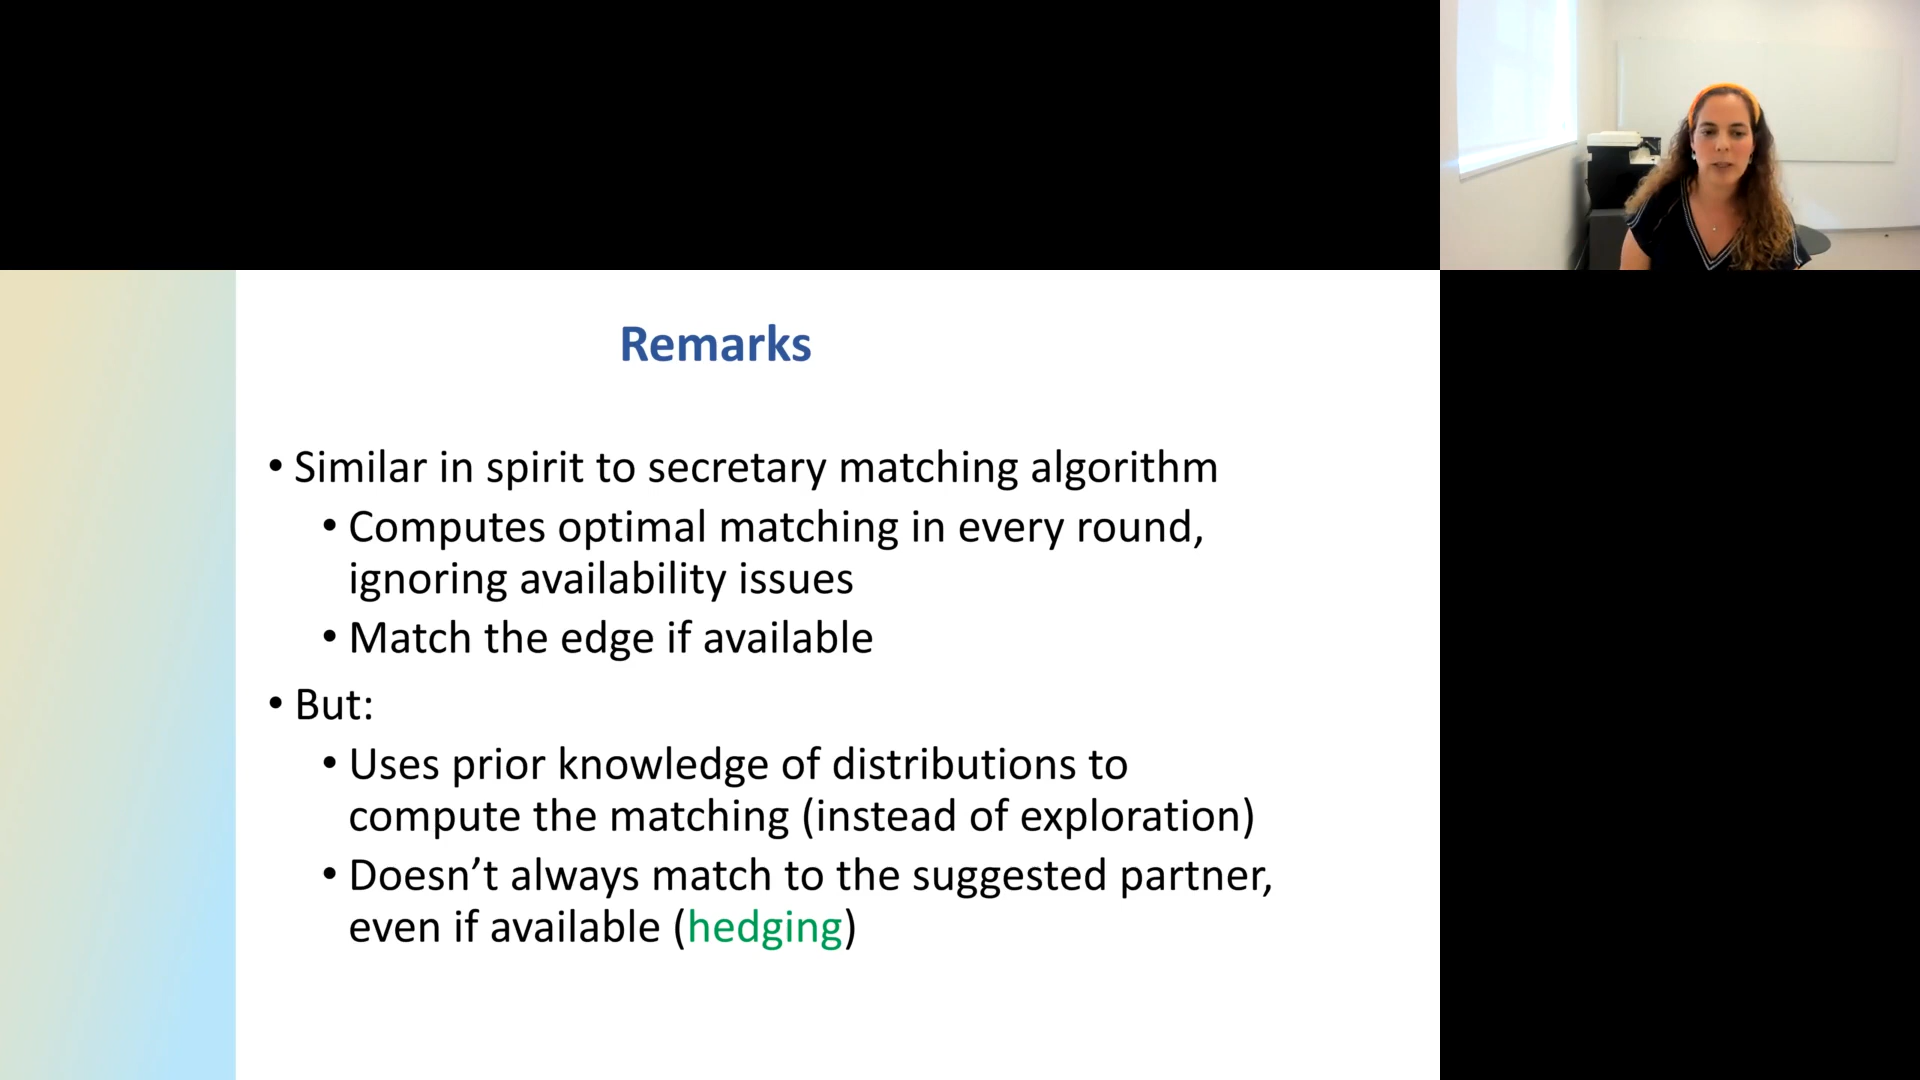 Remarks
• Similar in spirit to secretary matching algorithm
• Computes optimal matching in every round,
ignoring availability issues
• Match the edge if available
• But:
• Uses prior knowledge of distributions to
compute the matching (instead of exploration)
• Doesn’t always match to the suggested partner,
even if available (hedging)